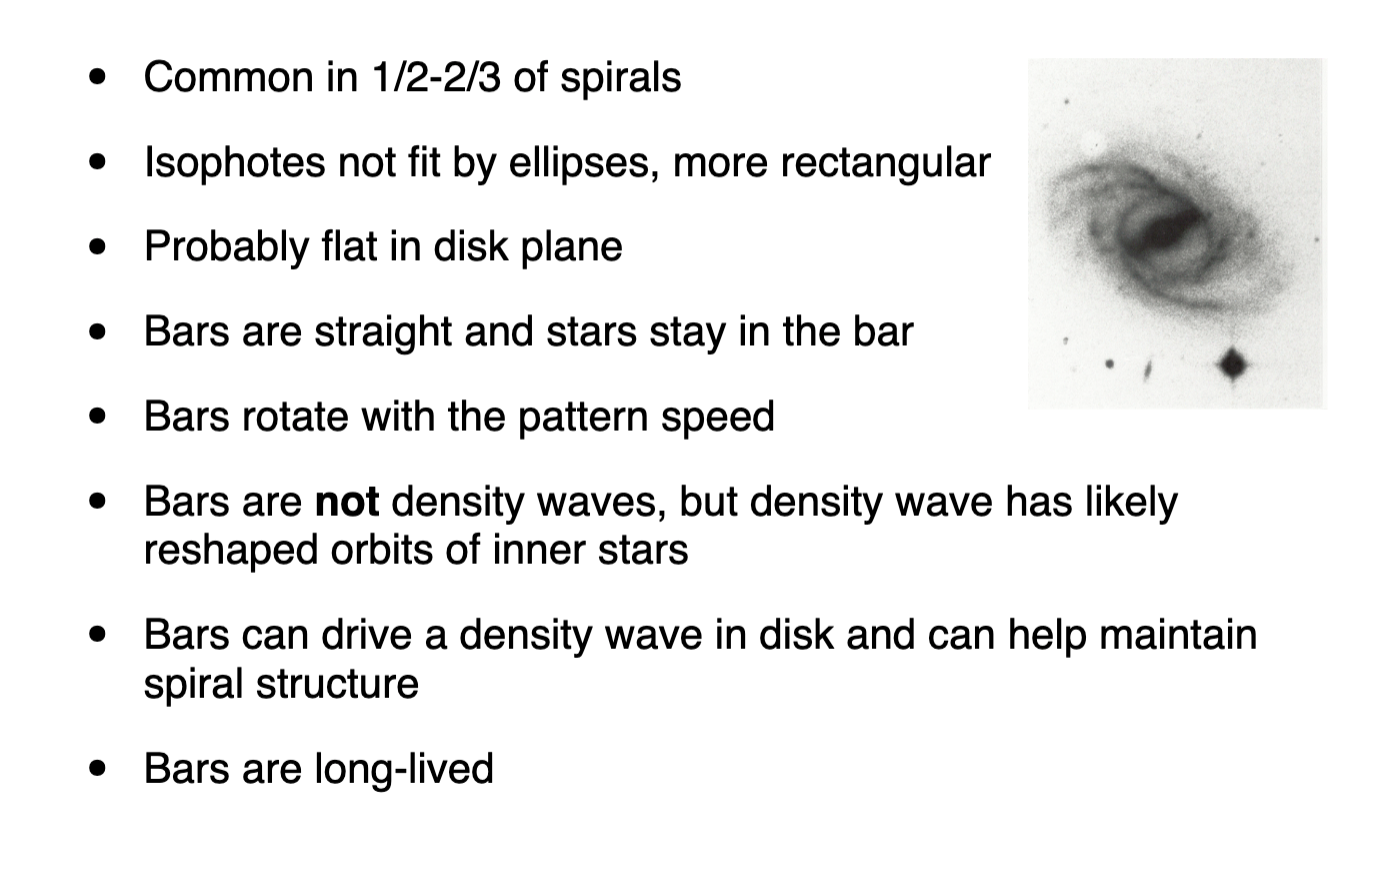 • Common in 1/2-2/3 of spirals
• Isophotes not fit by ellipses, more rectangular
• Probably flat in disk plane
• Bars are straight and stars stay in the bar
• Bars rotate with the pattern speed
• Bars are not density waves, but density wave has likely
reshaped orbits of inner stars
• Bars can drive a density wave in disk and can help maintain
spiral structure
• Bars are long-lived